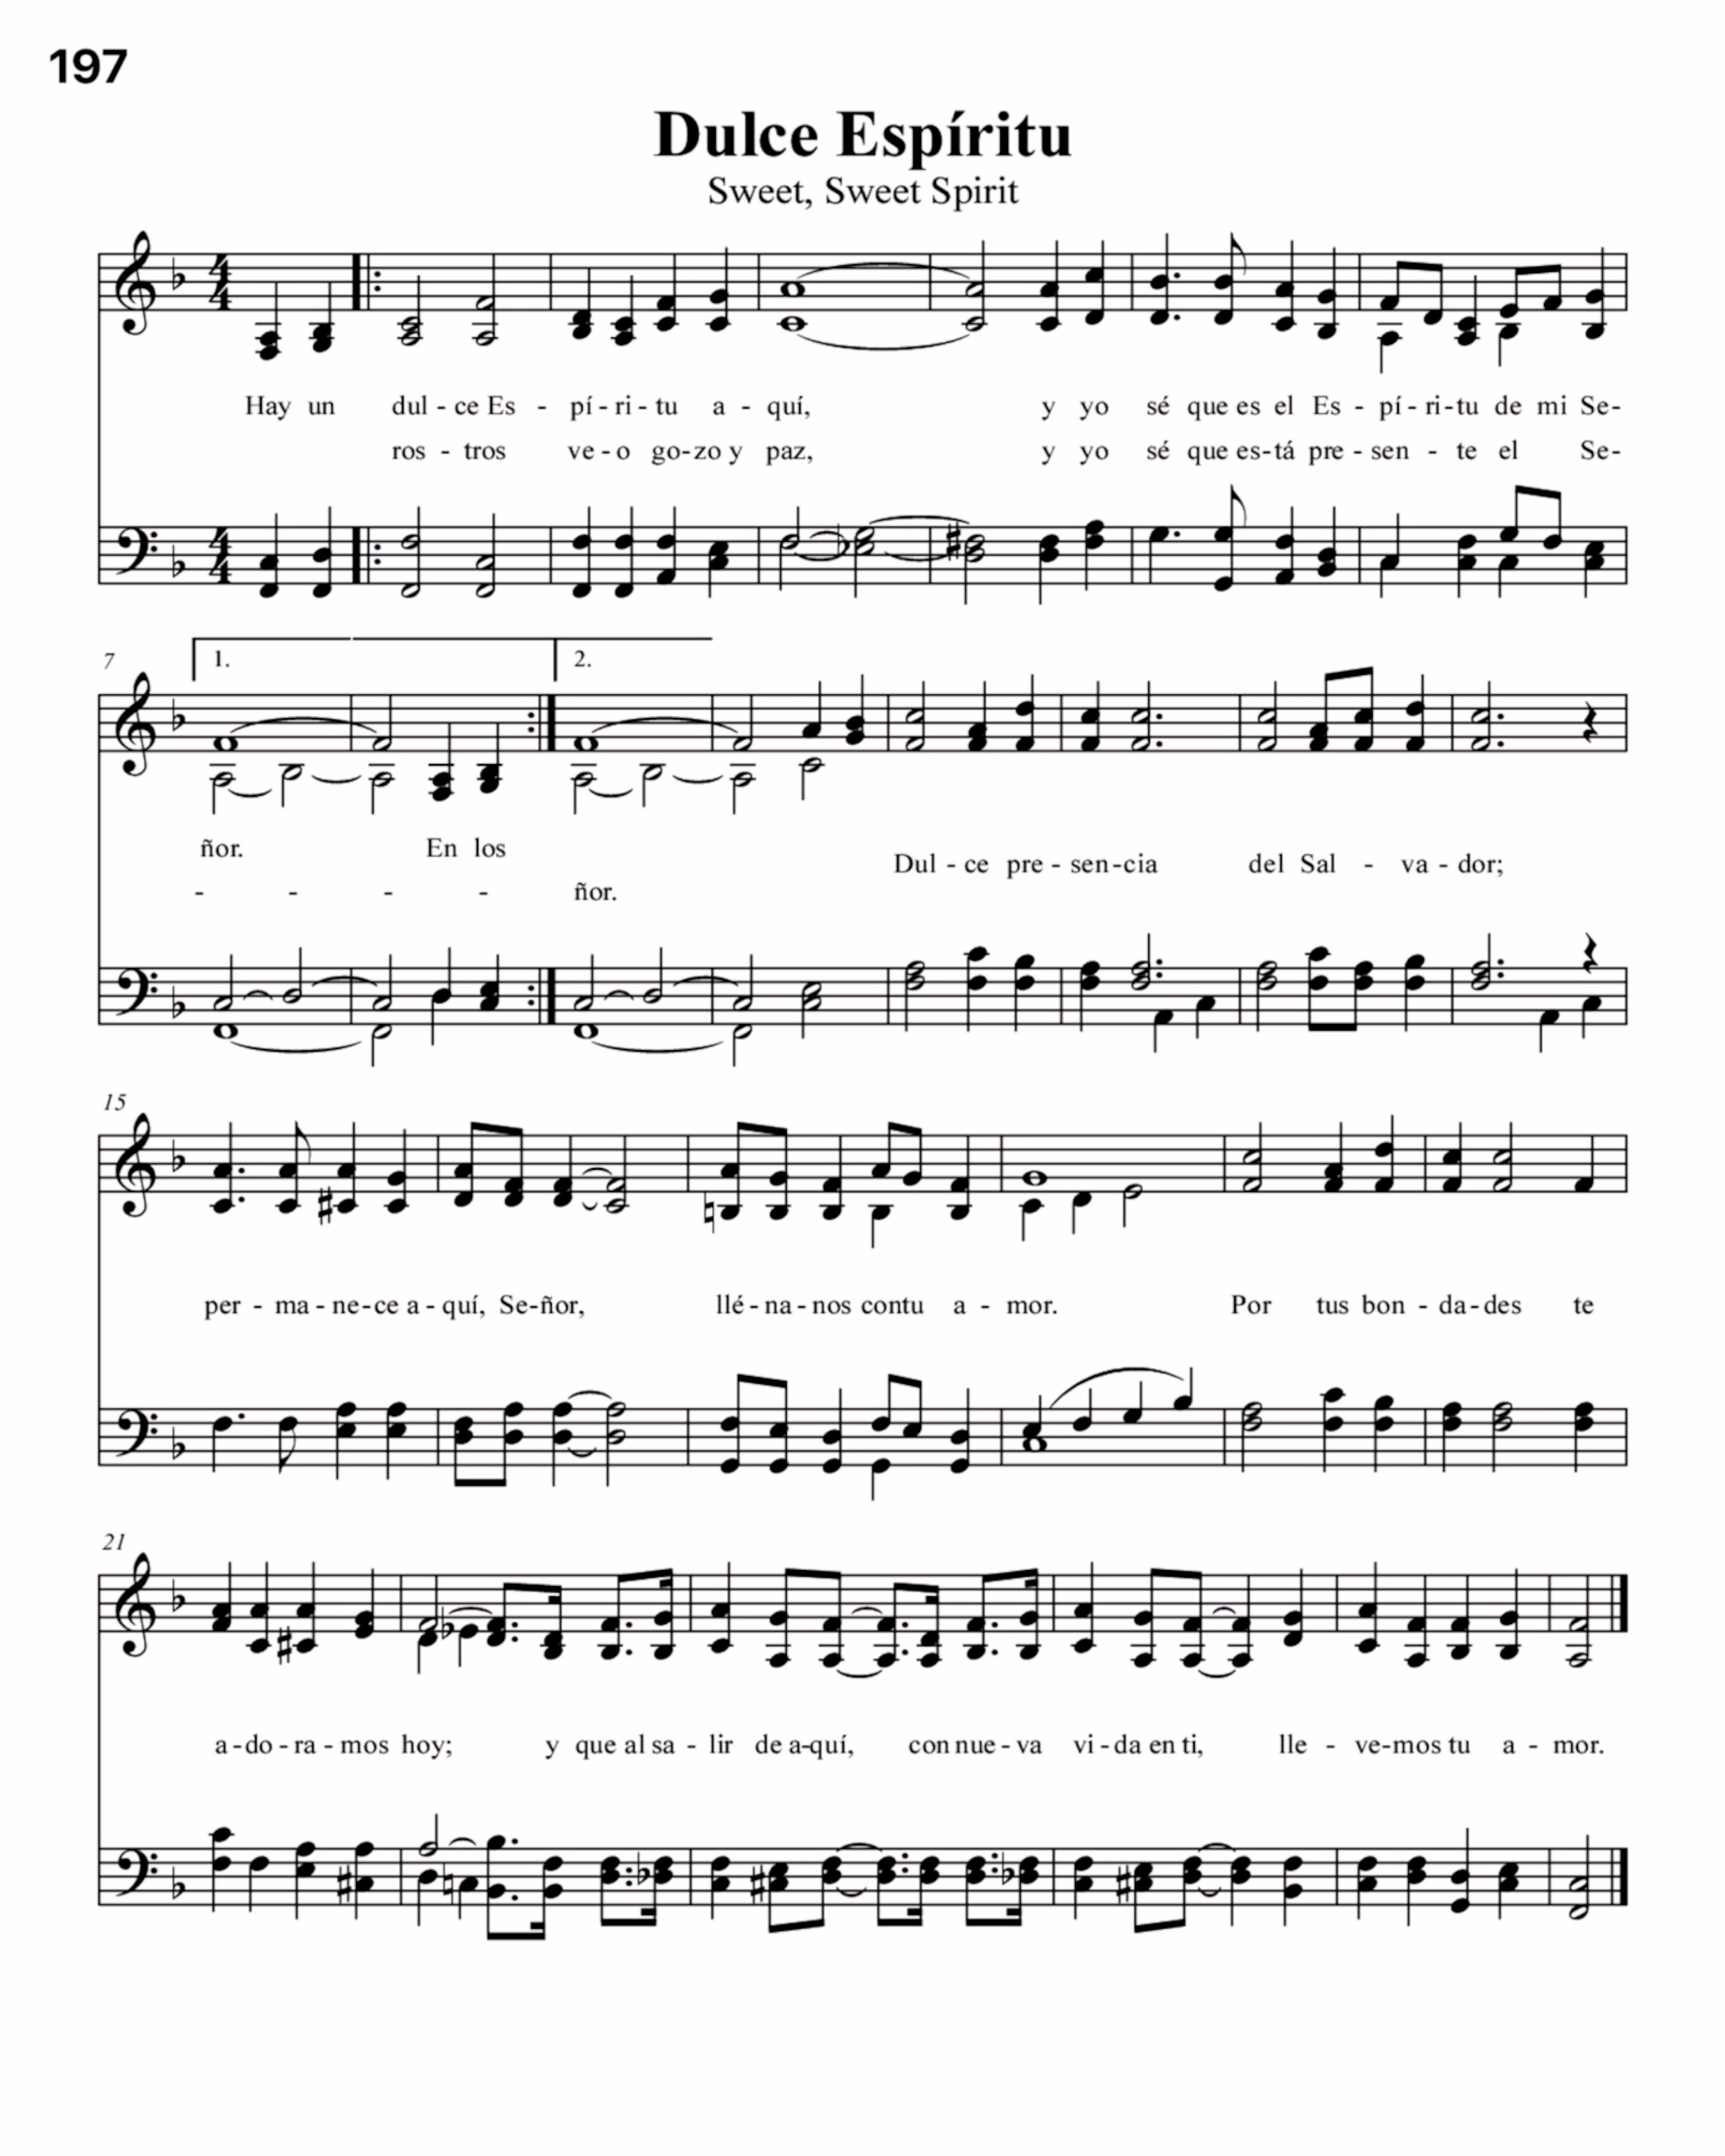 197
Dulce Espíritu
Sweet, Sweet Spirit
Hay un dul - ce Es - pí - ri - tu a - quí, y yo sé que es el Es - pí - ri - tu de mi Se-
ros - tros ve - o go - zo y paz, y yo sé que es - tá pre - sen - te el Se-
7
1. 2.
ñor. En los
Dul - ce pre - sen - cia del Sal - va - dor;
- - - - ñor.
15
per - ma - ne - ce a - quí, Se - ñor, llé - na - nos con tu a - mor. Por tus bon - da - des te
21
a - do - ra - mos hoy; y que al sa - lir de a - quí, con nue - va vi - da en ti, lle - ve - mos tu a - mor.